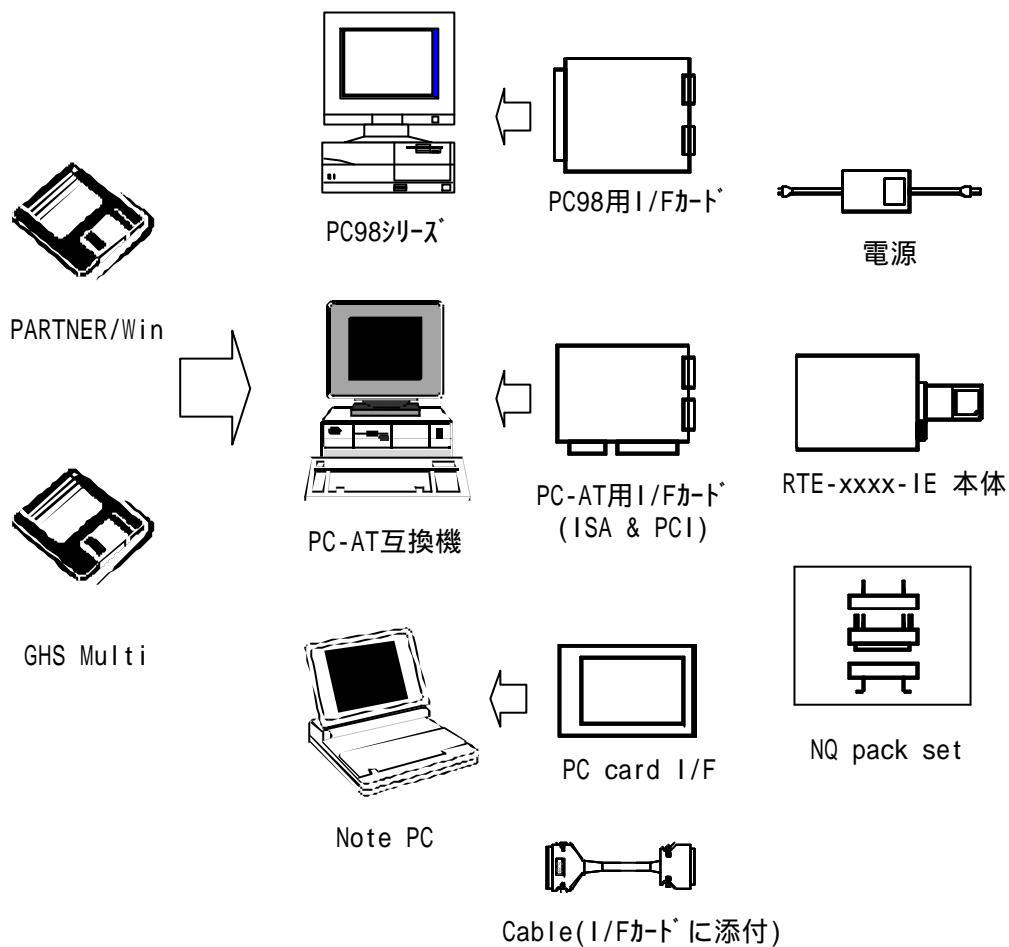 PC98シリーズ
PC98用I/Fカード
電源
PARTNER/Win
PC-AT互換機
PC-AT用I/Fカード
(ISA & PCI)
RTE-xxxx-IE 本体
GHS Multi
Note PC
PC card I/F
NQ pack set
Cable(I/Fカードに添付)